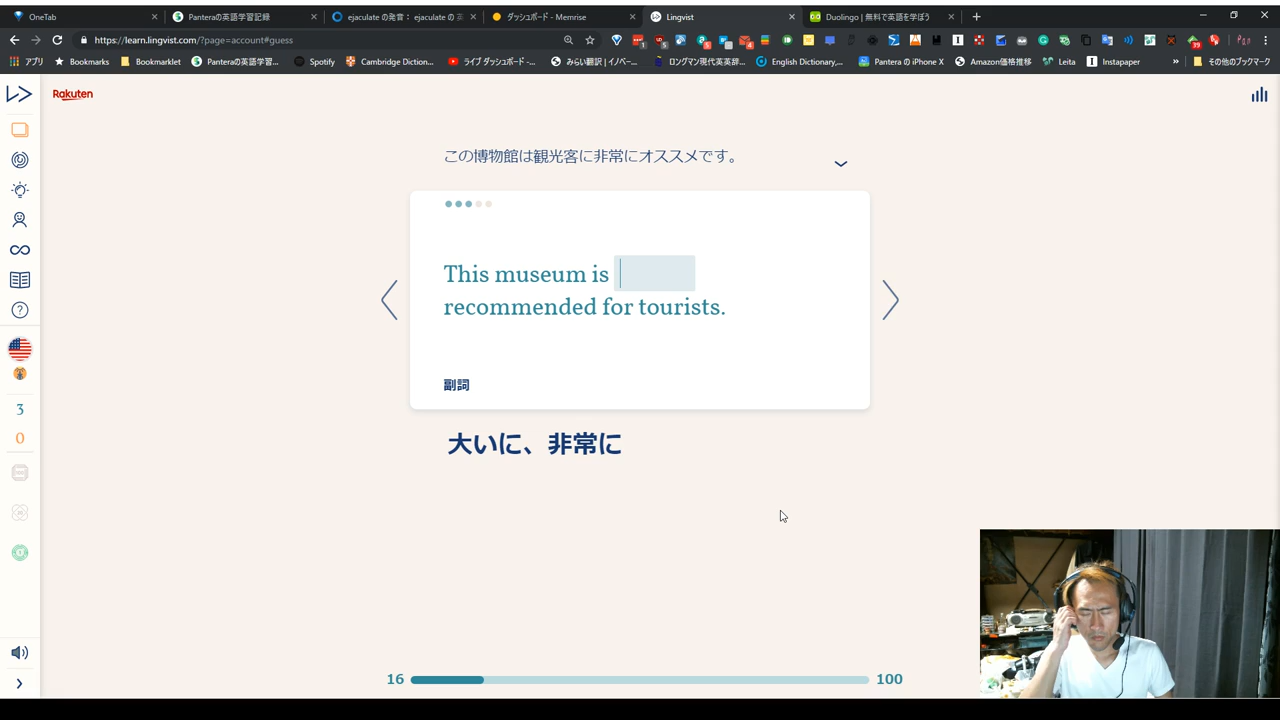 OneTab
Panteraの英語学習記録
ejaculate の発音： ejaculate の
ダッシュボード - Memrise
Lingvist
Duolingo | 無料で英語を学ぼう
https://learn.lingvist.com/?page=account#guess
アプリ
Bookmarks
Bookmarklet
Panteraの英語学習...
Spotify
Cambridge Diction...
ライブ ダッシュボード -...
みらい翻訳 | イノベー...
ロングマン現代英英辞...
English Dictionary,...
Pantera の iPhone X
Amazon価格推移
Leita
Instapaper
»
その他のブックマーク
Rakuten
この博物館は観光客に非常にオススメです。
This museum is
recommended for tourists.
副詞
大いに、非常に
3
0
16
100